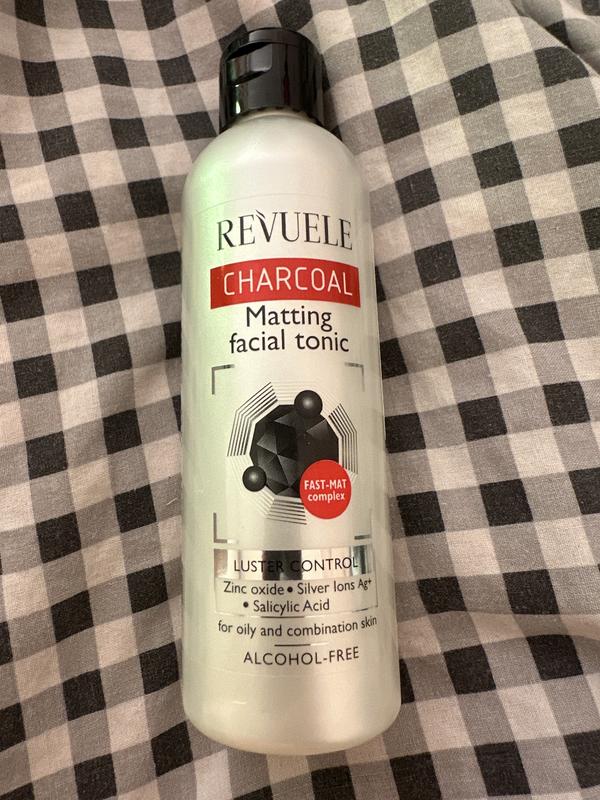 REVUELE
CHARCOAL
Matting
facial tonic
FAST-MAT
complex
LUSTER CONTROL
Zinc oxide • Silver Ions Ag+
• Salicylic Acid
for oily and combination skin
ALCOHOL-FREE